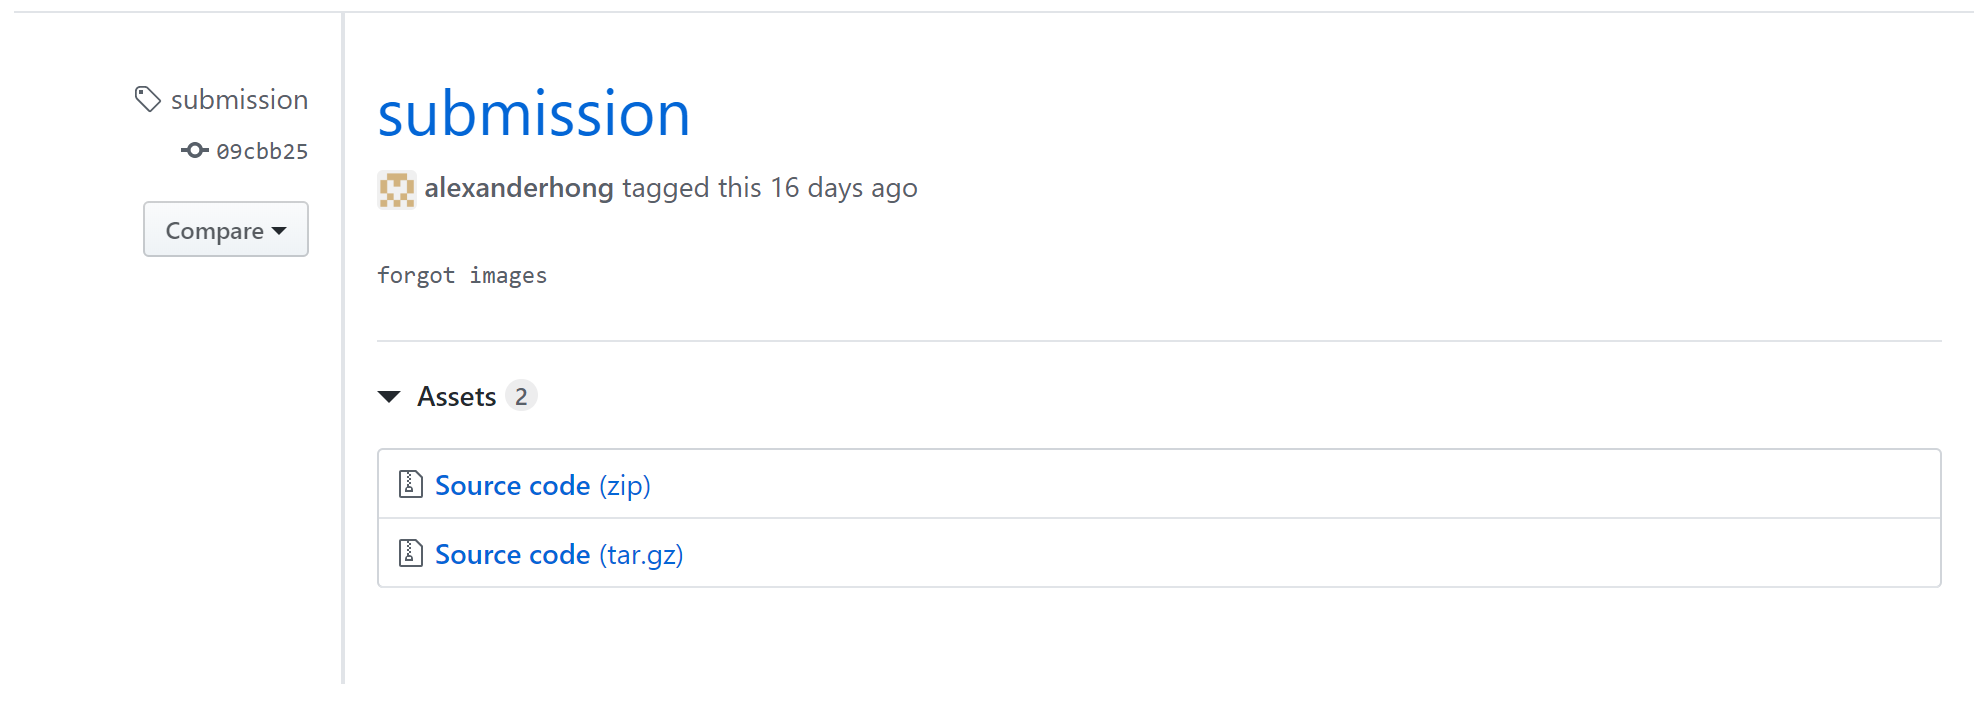 submission
09cbb25
Compare
submission
alexanderhong tagged this 16 days ago
forgot images
Assets 2
Source code (zip)
Source code (tar.gz)